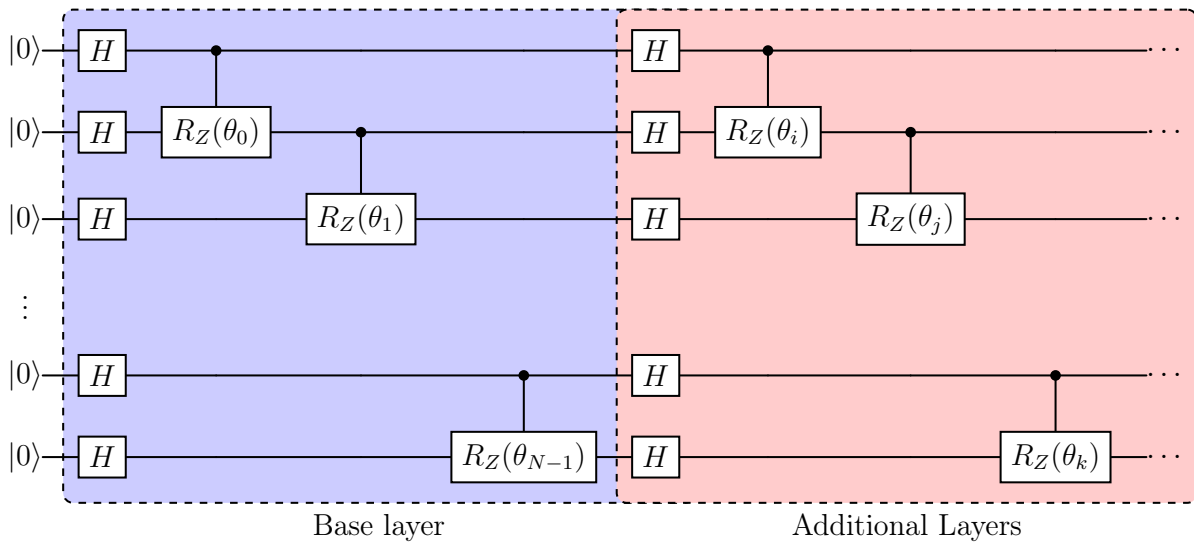 |0⟩ H H ···
|0⟩ H R_Z(θ_0) H R_Z(θ_i) ···
|0⟩ H R_Z(θ_1) H R_Z(θ_j) ···
⋮
|0⟩ H H ···
|0⟩ H R_Z(θ_{N−1}) H R_Z(θ_k) ···
Base layer Additional Layers